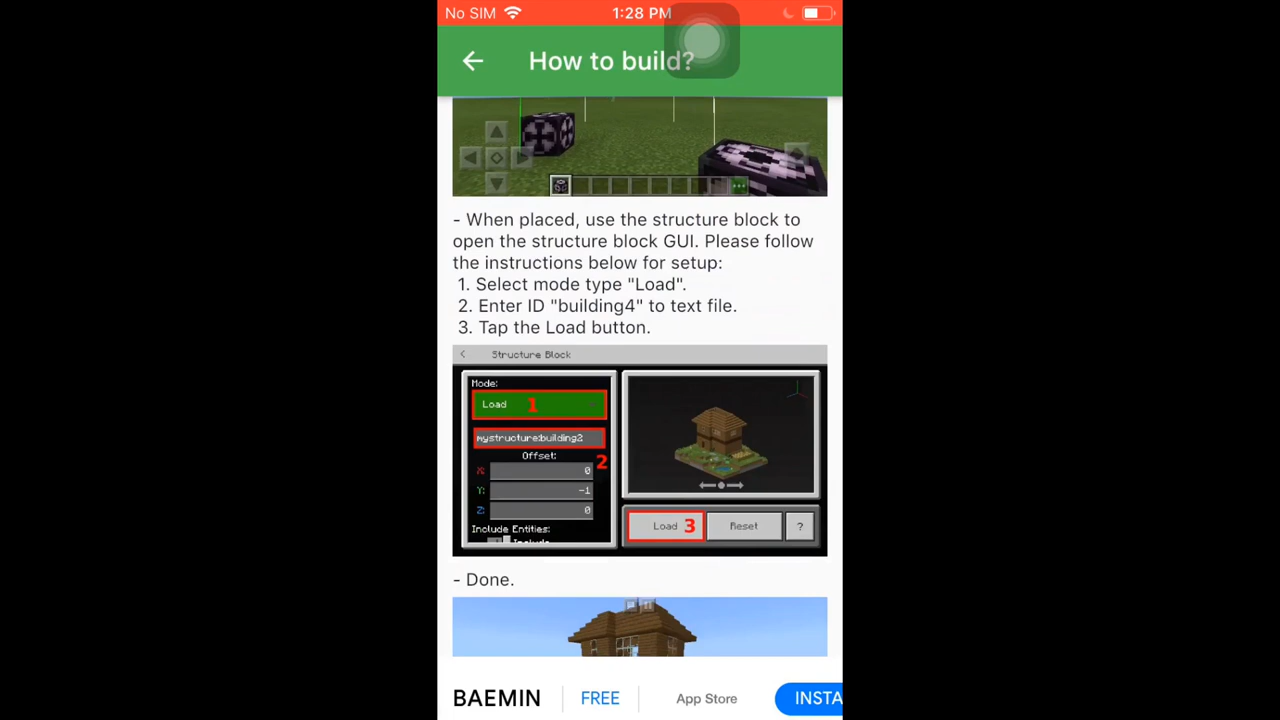 No SIM 1:28 PM
How to build?
- When placed, use the structure block to
open the structure block GUI. Please follow
the instructions below for setup:
1. Select mode type "Load".
2. Enter ID "building4" to text file.
3. Tap the Load button.
Structure Block
Mode:
Load 1
mystructure:building2
Offset:
2
X: 0
Y: -1
Z: 0
Include Entities:
Include
Load 3 Reset ?
- Done.
BAEMIN FREE App Store INSTA